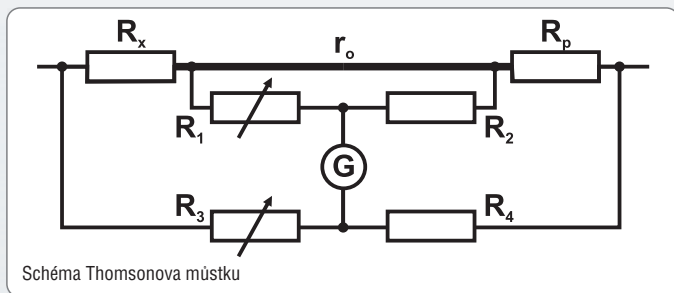 Rx ro Rp
R1 R2
G
R3 R4
Schéma Thomsonova můstku